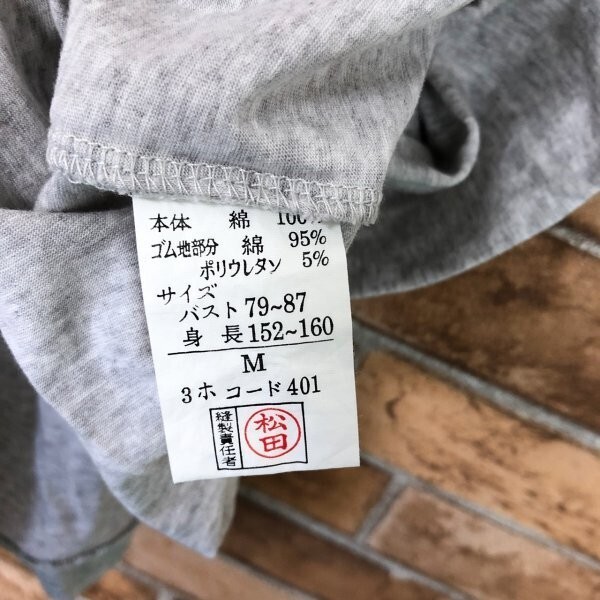 本体 綿 100%
ゴム地部分 綿 95%
ポリウレタン 5%
サイズ
バスト 79~87
身長 152~160
M
3ホ コード 401
縫製責任者
松田